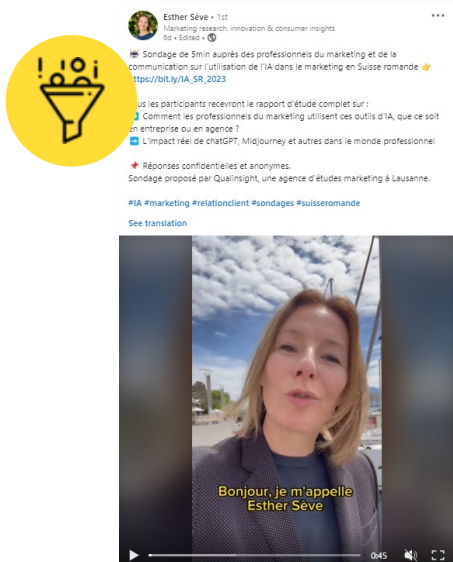 Esther Sève • 1st
Marketing research, innovation & consumer insights
6d • Edited •
Sondage de 5min auprès des professionnels du marketing et de la
communication sur l'utilisation de l'IA dans le marketing en Suisse romande
https://bit.ly/IA_SR_2023
us les participants recevront le rapport d'étude complet sur :
Comment les professionnels du marketing utilisent ces outils d'IA, que ce soit
en entreprise ou en agence ?
L'impact réel de chatGPT, Midjourney et autres dans le monde professionnel
Réponses confidentielles et anonymes.
Sondage proposé par Qualinsight, une agence d'études marketing à Lausanne.
#IA #marketing #relationclient #sondages #suisseromande
See translation
Bonjour, je m'appelle
Esther Sève
0:45